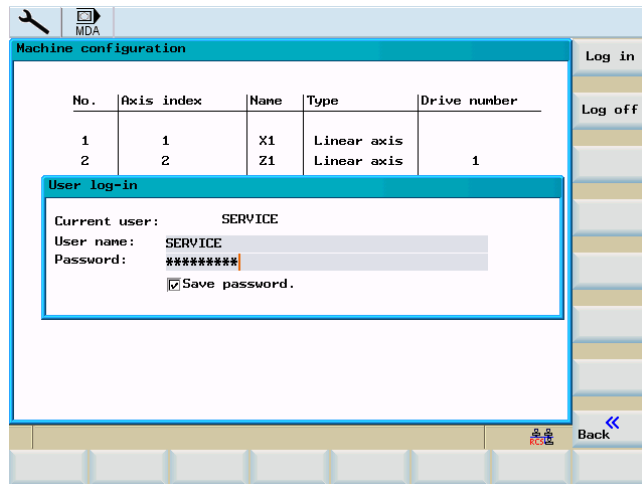 MDA
Machine configuration
Log in
No. Axis index Name Type Drive number
Log off
1 1 X1 Linear axis
2 2 Z1 Linear axis 1
User log-in
Current user: SERVICE
User name: SERVICE
Password: *********
Save password.
RCS
Back